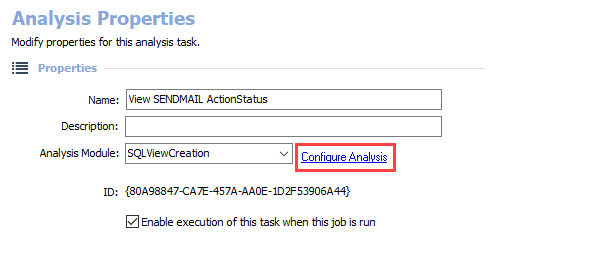 Analysis Properties
Modify properties for this analysis task.
Properties
Name: View SENDMAIL ActionStatus
Description:
Analysis Module: SQLViewCreation Configure Analysis
ID: {80A98847-CA7E-457A-AA0E-1D2F53906A44}
Enable execution of this task when this job is run